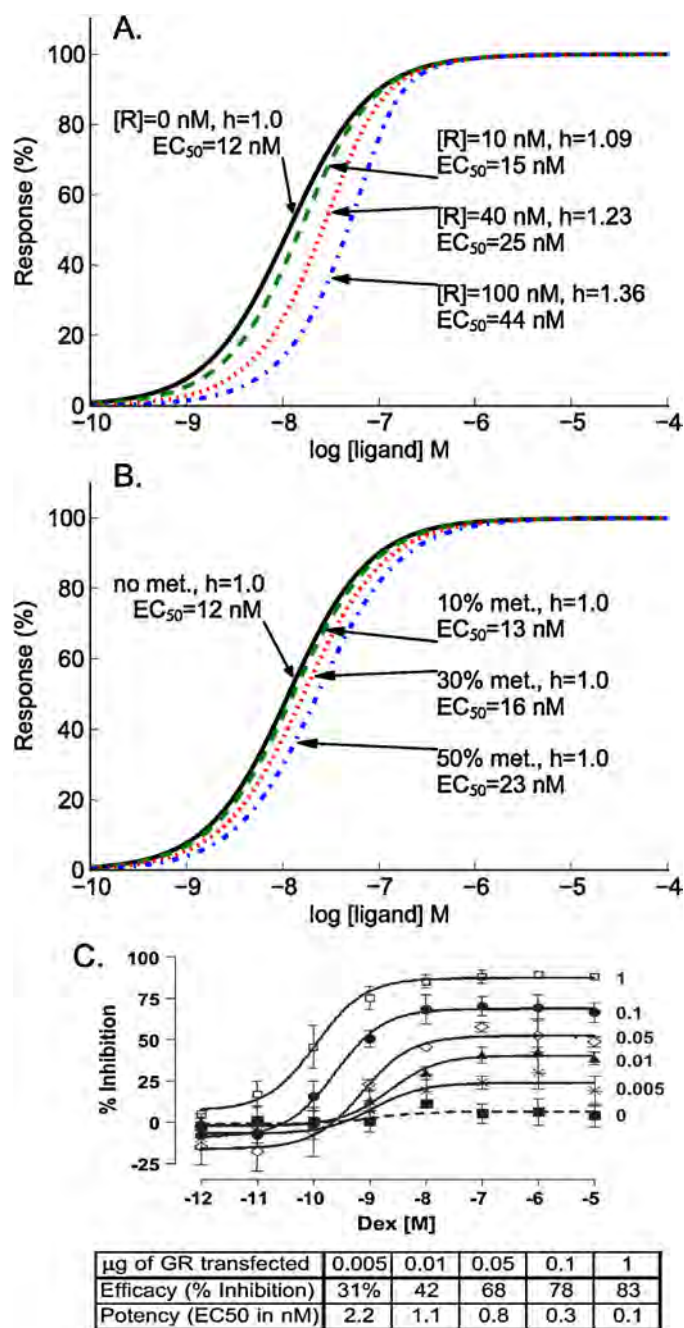 A.
100
80
60
40
20
0
Response (%)
[R]=0 nM, h=1.0
EC₅₀=12 nM
[R]=10 nM, h=1.09
EC₅₀=15 nM
[R]=40 nM, h=1.23
EC₅₀=25 nM
[R]=100 nM, h=1.36
EC₅₀=44 nM
−10 −9 −8 −7 −6 −5 −4
log [ligand] M
B.
100
80
60
40
20
0
Response (%)
no met., h=1.0
EC₅₀=12 nM
10% met., h=1.0
EC₅₀=13 nM
30% met., h=1.0
EC₅₀=16 nM
50% met., h=1.0
EC₅₀=23 nM
−10 −9 −8 −7 −6 −5 −4
log [ligand] M
C.
100
75
50
25
0
-25
% Inhibition
1
0.1
0.05
0.01
0.005
0
-12 -11 -10 -9 -8 -7 -6 -5
Dex [M]
µg of GR transfected 0.005 0.01 0.05 0.1 1
Efficacy (% Inhibition) 31% 42 68 78 83
Potency (EC50 in nM) 2.2 1.1 0.8 0.3 0.1